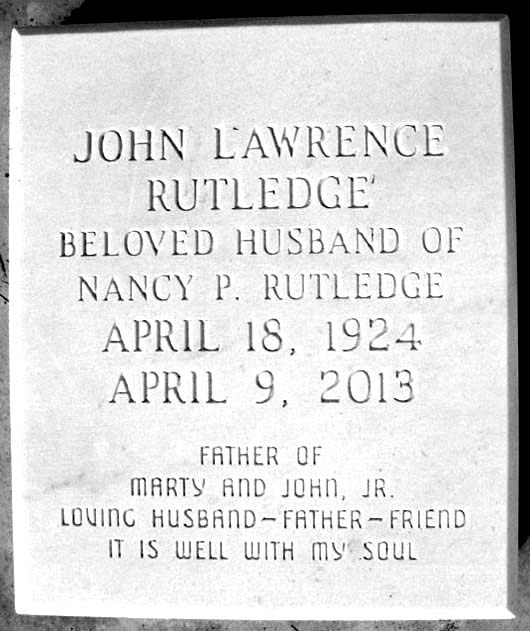 JOHN LAWRENCE
RUTLEDGE
BELOVED HUSBAND OF
NANCY P. RUTLEDGE
APRIL 18, 1924
APRIL 9, 2013
FATHER OF
MARTY AND JOHN, JR.
LOVING HUSBAND-FATHER-FRIEND
IT IS WELL WITH MY SOUL